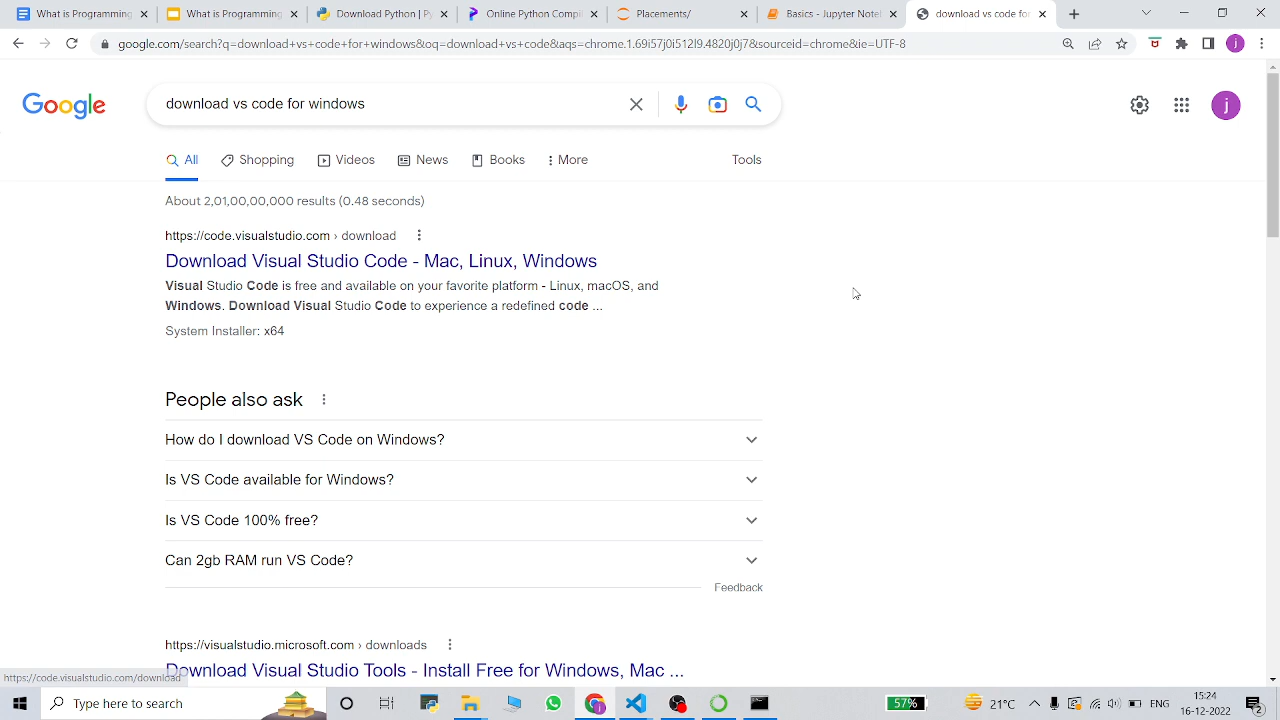 What is Programming
What is Programming
Download Python | Py
Online Python Compi
Placements/
Basics - Jupyter Notel
download vs code for
google.com/search?q=download+vs+code+for+windows&oq=download+vs+code&aqs=chrome.1.69i57j0i512l9.4820j0j7&sourceid=chrome&ie=UTF-8
j
Google
download vs code for windows
j
All
Shopping
Videos
News
Books
More
Tools
About 2,01,00,00,000 results (0.48 seconds)
https://code.visualstudio.com › download
Download Visual Studio Code - Mac, Linux, Windows
Visual Studio Code is free and available on your favorite platform - Linux, macOS, and
Windows. Download Visual Studio Code to experience a redefined code ...
System Installer: x64
People also ask
How do I download VS Code on Windows?
Is VS Code available for Windows?
Is VS Code 100% free?
Can 2gb RAM run VS Code?
Feedback
https://visualstudio.microsoft.com › downloads
Download Visual Studio Tools - Install Free for Windows, Mac ...
https://code.visualstudio.com/download
Type here to search
57%
21°C
ENG
15:24
16-12-2022
2